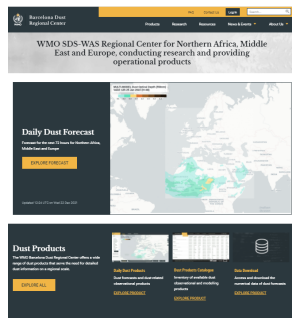 Barcelona Dust
Regional Center
FAQ
Contact us
Login
Search...
Products
Research
Resources
News & Events
About Us
WMO SDS-WAS Regional Center for Northern Africa, Middle
East and Europe, conducting research and providing
operational products
Daily Dust Forecast
Forecast for the next 72 hours for Northern Africa,
Middle East and Europe
EXPLORE FORECAST
Dust Products
The WMO Barcelona Dust Regional Center offers a wide
range of dust products that serve the need for detailed
dust information on a regional scale.
EXPLORE ALL
Daily Dust Products
Dust forecasts and dust-related
observational products
EXPLORE PRODUCT
Dust Products Catalogue
Inventory of available dust
observational and modelling
products
EXPLORE PRODUCT
Data Download
Access and download the
numerical data of dust forecasts
EXPLORE PRODUCT